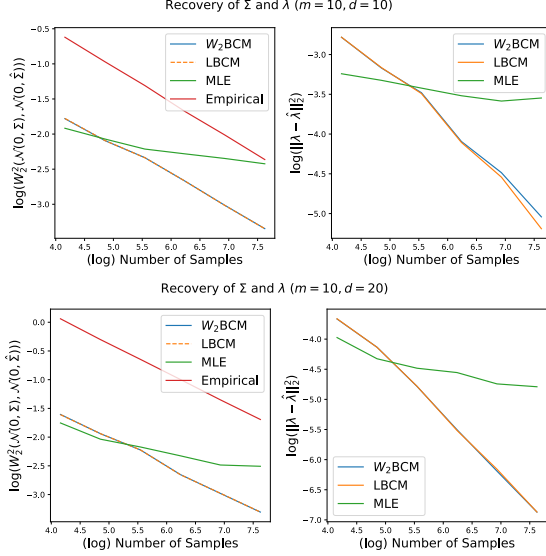 Recovery of Σ and λ (m = 10, d = 10)
log(W₂²(𝒩(0, Σ), 𝒩(0, Σ̂)))
−0.5
−1.0
−1.5
−2.0
−2.5
−3.0
W₂BCM
LBCM
MLE
Empirical
4.0 4.5 5.0 5.5 6.0 6.5 7.0 7.5
(log) Number of Samples
log(||λ − λ̂||₂²)
−3.0
−3.5
−4.0
−4.5
−5.0
W₂BCM
LBCM
MLE
4.0 4.5 5.0 5.5 6.0 6.5 7.0 7.5
(log) Number of Samples
Recovery of Σ and λ (m = 10, d = 20)
log(W₂²(𝒩(0, Σ), 𝒩(0, Σ̂)))
0.0
−0.5
−1.0
−1.5
−2.0
−2.5
−3.0
W₂BCM
LBCM
MLE
Empirical
4.0 4.5 5.0 5.5 6.0 6.5 7.0 7.5
(log) Number of Samples
log(||λ − λ̂||₂²)
−4.0
−4.5
−5.0
−5.5
−6.0
−6.5
−7.0
W₂BCM
LBCM
MLE
4.0 4.5 5.0 5.5 6.0 6.5 7.0 7.5
(log) Number of Samples